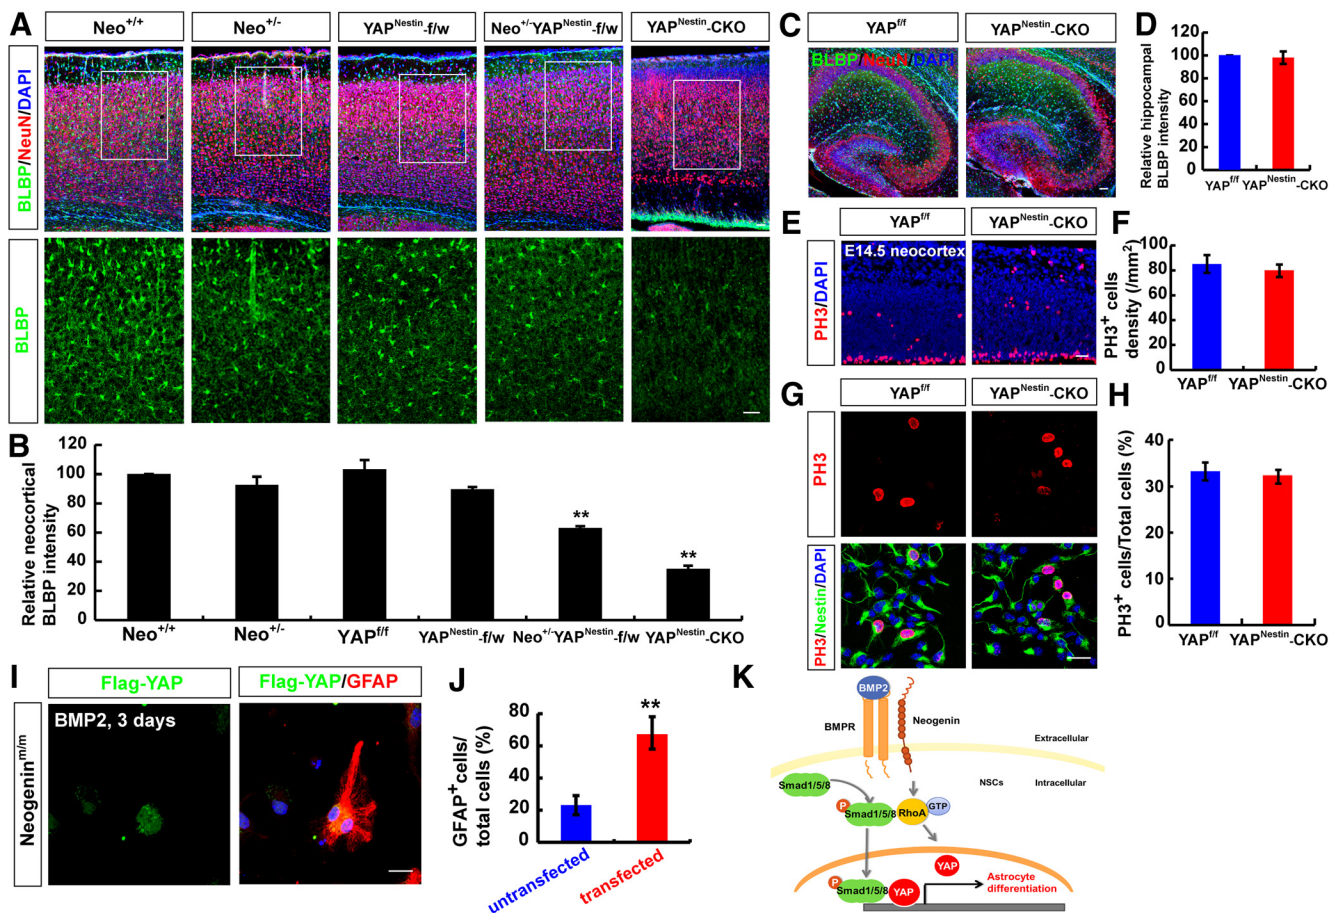 A
Neo+/+
Neo+/-
YAPNestin-f/w
Neo+/-YAPNestin-f/w
YAPNestin-CKO
BLBP/NeuN/DAPI
BLBP
B
Relative neocortical
BLBP intensity
120
100
80
60
40
20
0
**
**
Neo+/+
Neo+/-
YAPf/f
YAPNestin-f/w
Neo+/-YAPNestin-f/w
YAPNestin-CKO
C
YAPf/f
YAPNestin-CKO
BLBP/NeuN/DAPI
D
Relative hippocampal
BLBP intensity
120
100
80
60
40
20
0
YAPf/f
YAPNestin-CKO
E
YAPf/f
YAPNestin-CKO
E14.5 neocortex
PH3/DAPI
F
PH3+ cells
density (/mm2)
100
80
60
40
20
0
YAPf/f
YAPNestin-CKO
G
YAPf/f
YAPNestin-CKO
PH3
PH3/Nestin/DAPI
H
PH3+ cells/Total cells (%)
40
30
20
10
0
YAPf/f
YAPNestin-CKO
I
Flag-YAP
Flag-YAP/GFAP
Neogeninm/m
BMP2, 3 days
J
GFAP+cells/
total cells (%)
80
60
40
20
0
**
untransfected
transfected
K
BMP2
BMPR
Neogenin
Extracellular
NSCs
Intracellular
Smad1/5/8
P
Smad1/5/8
RhoA
GTP
YAP
P
Smad1/5/8
YAP
Astrocyte
differentiation